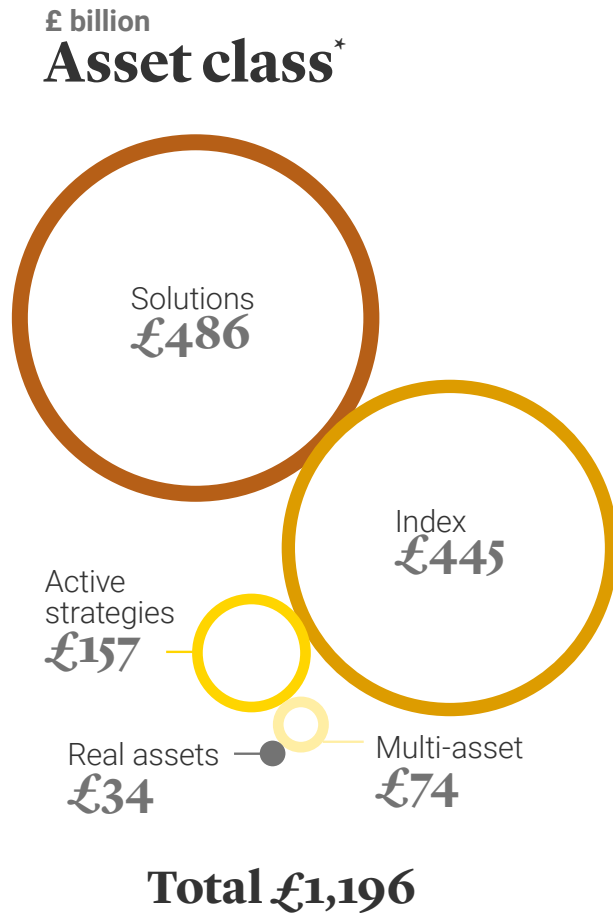 £ billion
Asset class*
Solutions
£486
Index
£445
Active
strategies
£157
Real assets
£34
Multi-asset
£74
Total £1,196